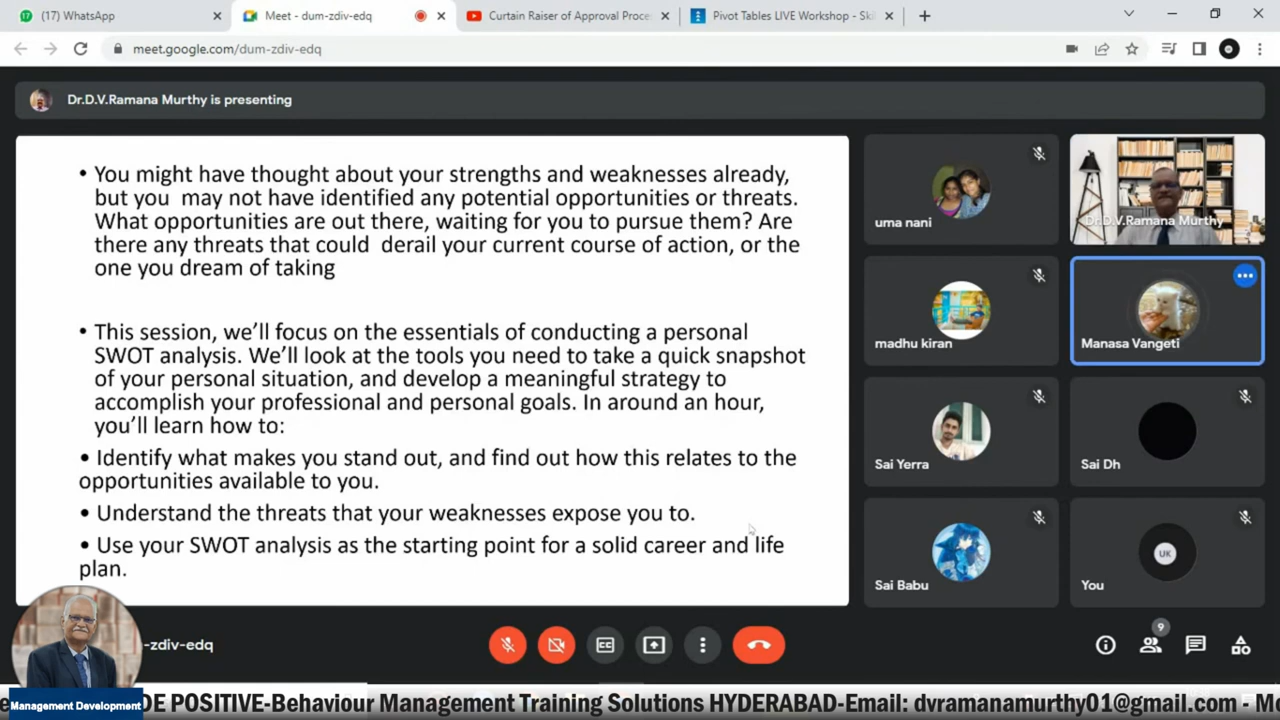 (17) WhatsApp
Meet - dum-zdiv-edq
Curtain Raiser of Approval Proce
Pivot Tables LIVE Workshop - Ski
meet.google.com/dum-zdiv-edq
Dr.D.V.Ramana Murthy is presenting
• You might have thought about your strengths and weaknesses already,
but you may not have identified any potential opportunities or threats.
What opportunities are out there, waiting for you to pursue them? Are
there any threats that could derail your current course of action, or the
one you dream of taking
• This session, we'll focus on the essentials of conducting a personal
SWOT analysis. We'll look at the tools you need to take a quick snapshot
of your personal situation, and develop a meaningful strategy to
accomplish your professional and personal goals. In around an hour,
you'll learn how to:
• Identify what makes you stand out, and find out how this relates to the
opportunities available to you.
• Understand the threats that your weaknesses expose you to.
• Use your SWOT analysis as the starting point for a solid career and life
plan.
uma nani
Dr.D.V.Ramana Murthy
madhu kiran
Manasa Vangeti
Sai Yerra
Sai Dh
Sai Babu
UK
You
-zdiv-edq
CC
9
Management Development
DE POSITIVE-Behaviour Management Training Solutions HYDERABAD-Email: dvramanamurthy01@gmail.com - Mo